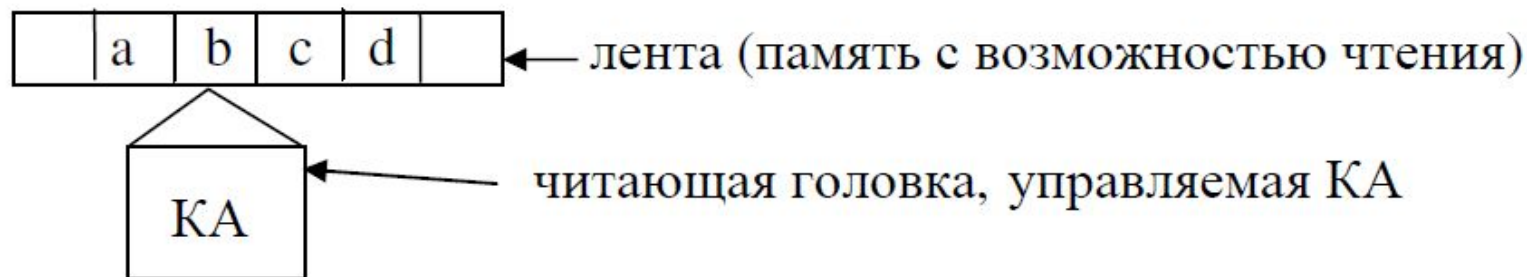 a b c d лента (память с возможностью чтения)
читающая головка, управляемая КА
КА